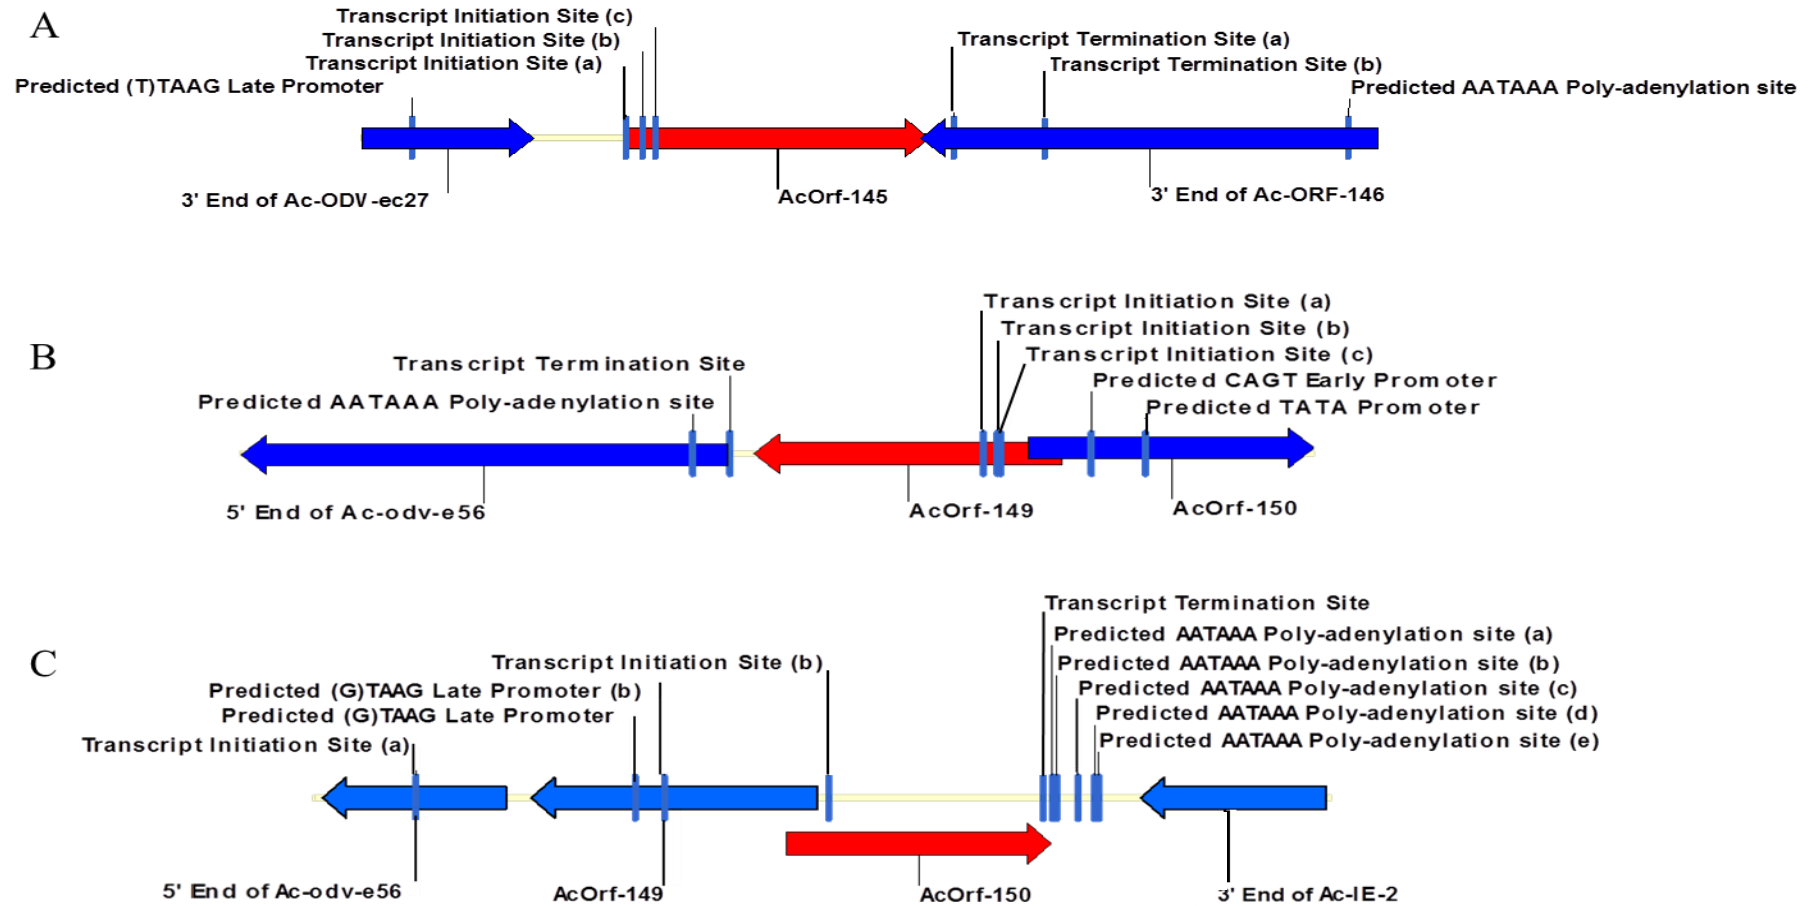 A
Transcript Initiation Site (c)
Transcript Initiation Site (b)
Transcript Initiation Site (a)
Predicted (T)TAAG Late Promoter
Transcript Termination Site (a)
Transcript Termination Site (b)
Predicted AATAAA Poly-adenylation site
3' End of Ac-ODV-ec27
AcOrf-145
3' End of Ac-ORF-146
B
Transcript Termination Site
Predicted AATAAA Poly-adenylation site
Transcript Initiation Site (a)
Transcript Initiation Site (b)
Transcript Initiation Site (c)
Predicted CAGT Early Promoter
Predicted TATA Promoter
5' End of Ac-odv-e56
AcOrf-149
AcOrf-150
C
Transcript Initiation Site (b)
Predicted (G)TAAG Late Promoter (b)
Predicted (G)TAAG Late Promoter
Transcript Initiation Site (a)
Transcript Termination Site
Predicted AATAAA Poly-adenylation site (a)
Predicted AATAAA Poly-adenylation site (b)
Predicted AATAAA Poly-adenylation site (c)
Predicted AATAAA Poly-adenylation site (d)
Predicted AATAAA Poly-adenylation site (e)
5' End of Ac-odv-e56
AcOrf-149
AcOrf-150
3' End of Ac-IE-2